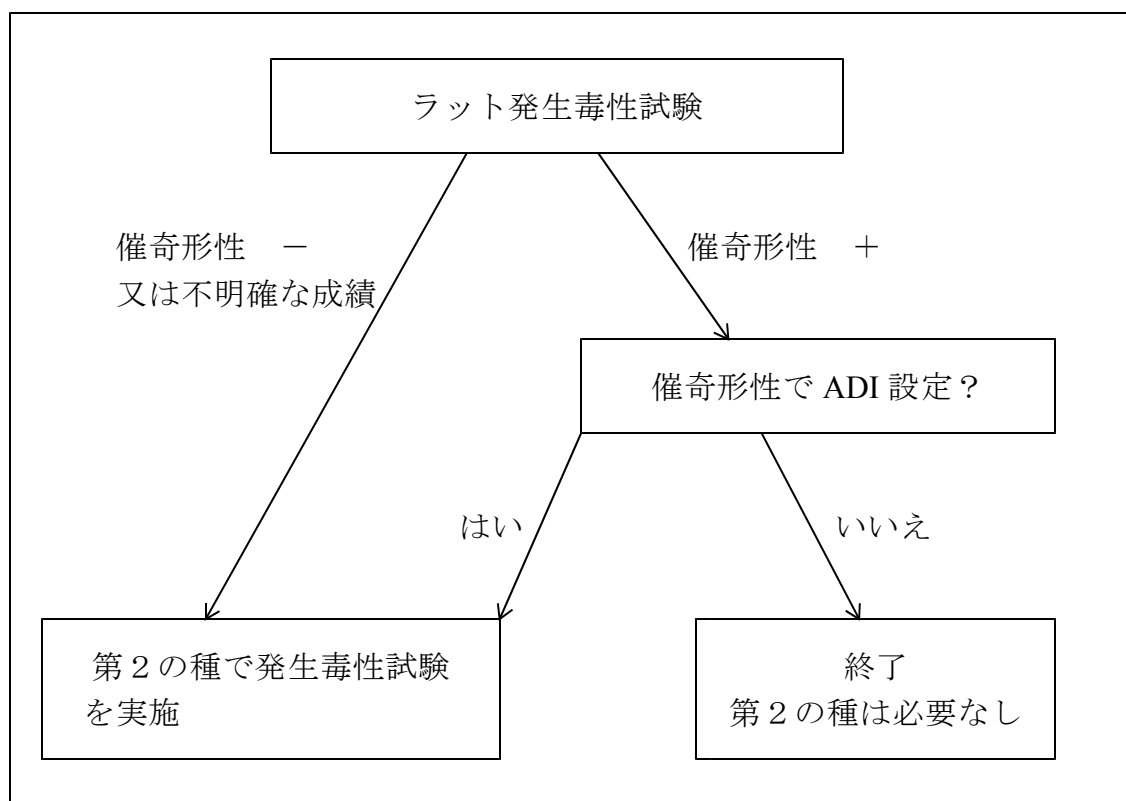 ラット発生毒性試験
催奇形性　－
又は不明確な成績
催奇形性　＋
催奇形性で ADI 設定？
はい
いいえ
第２の種で発生毒性試験
を実施
終了
第２の種は必要なし